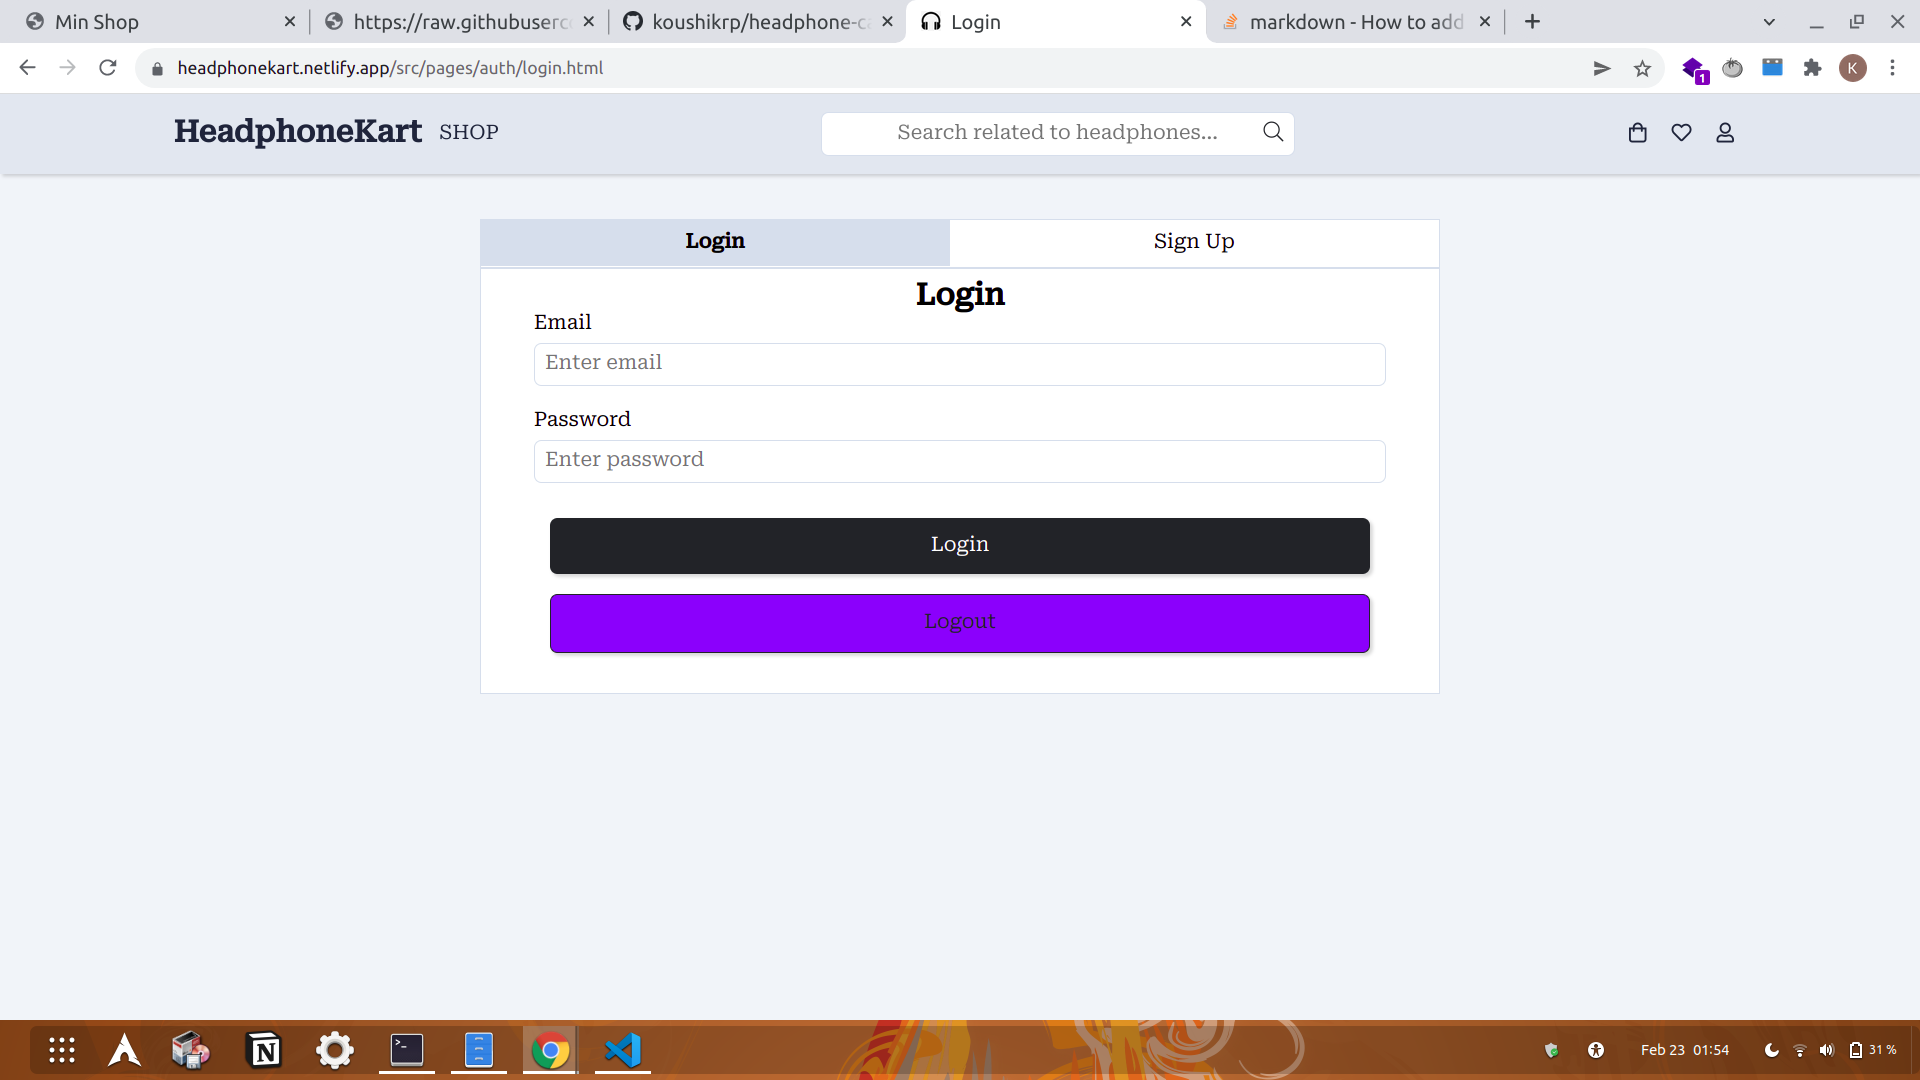 Min Shop
https://raw.githubuserc
koushikrp/headphone-c
Login
markdown - How to add
headphonekart.netlify.app/src/pages/auth/login.html
1
K
HeadphoneKart SHOP
Search related to headphones...
Login
Sign Up
Login
Email
Enter email
Password
Enter password
Login
Logout
>_
N
Feb 23 01:54
31 %